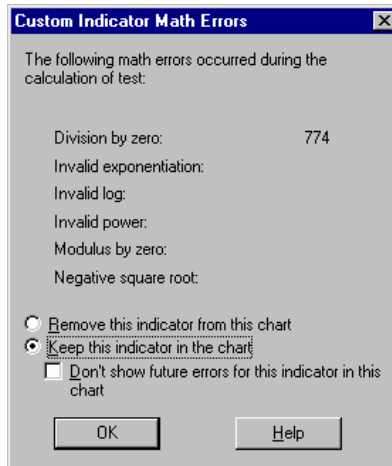 Custom Indicator Math Errors
The following math errors occurred during the
calculation of test:
Division by zero: 774
Invalid exponentiation:
Invalid log:
Invalid power:
Modulus by zero:
Negative square root:
Remove this indicator from this chart
Keep this indicator in the chart
Don't show future errors for this indicator in this
chart
OK Help